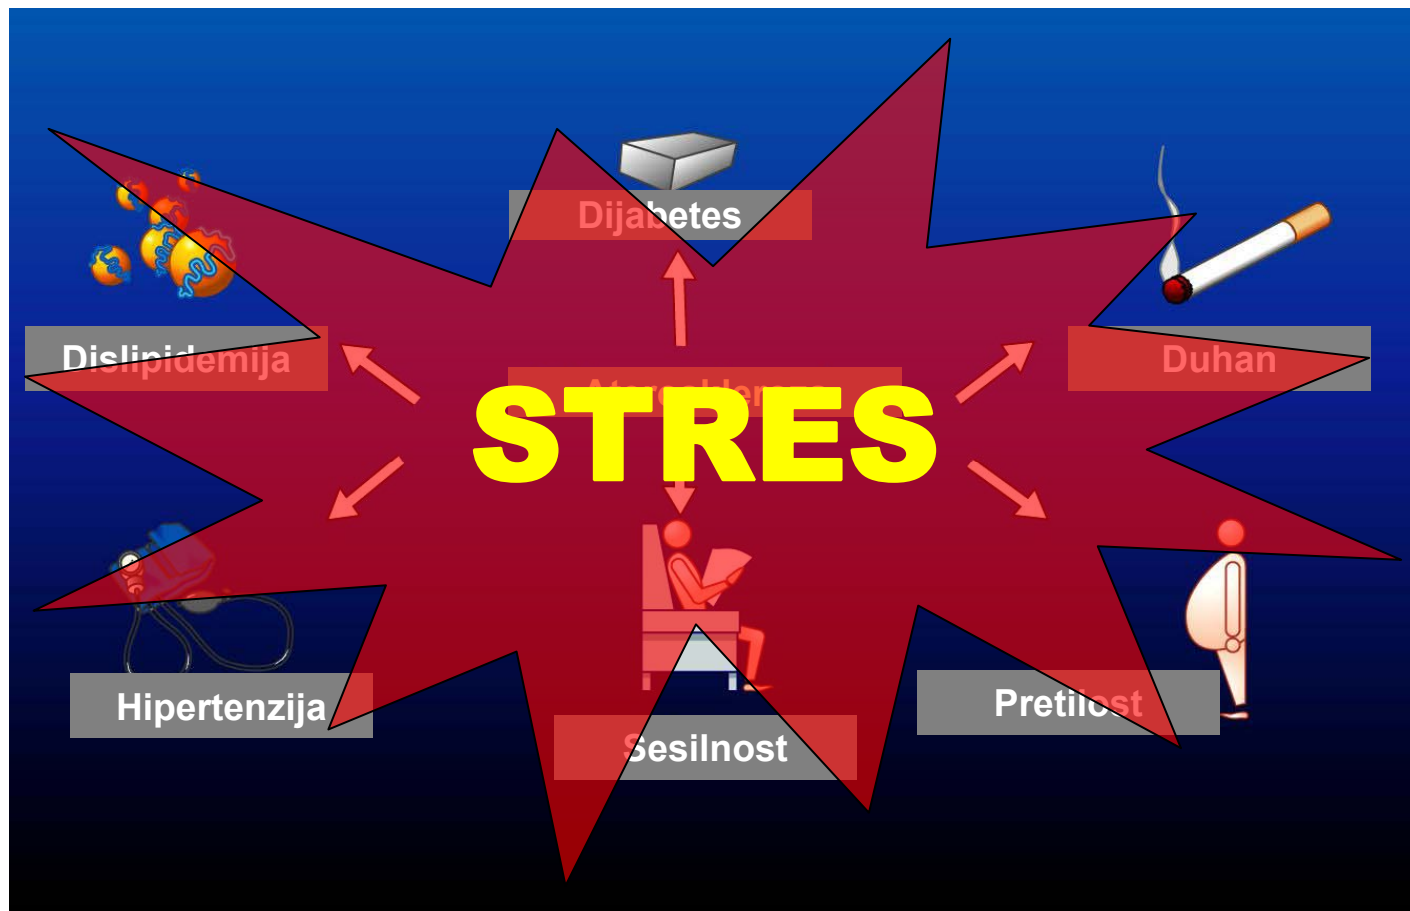 Dijabetes
Dislipidemija
Duhan
STRES
Hipertenzija
Pretilost
Sesilnost